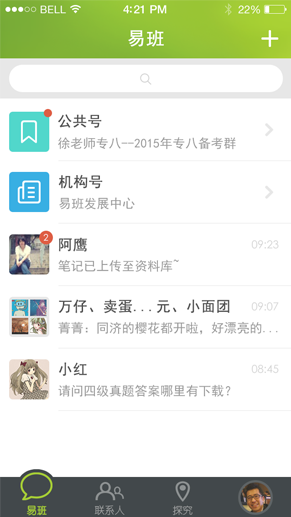 BELL 4:21 PM 22%
易班
公共号
徐老师专八--2015年专八备考群
机构号
易班发展中心
2
阿鹰 09:23
笔记已上传至资料库~
万仔、卖蛋...元、小面团 09:07
菁菁：同济的樱花都开啦，好漂亮的...
小红 08:45
请问四级真题答案哪里有下载？
易班 联系人 探究